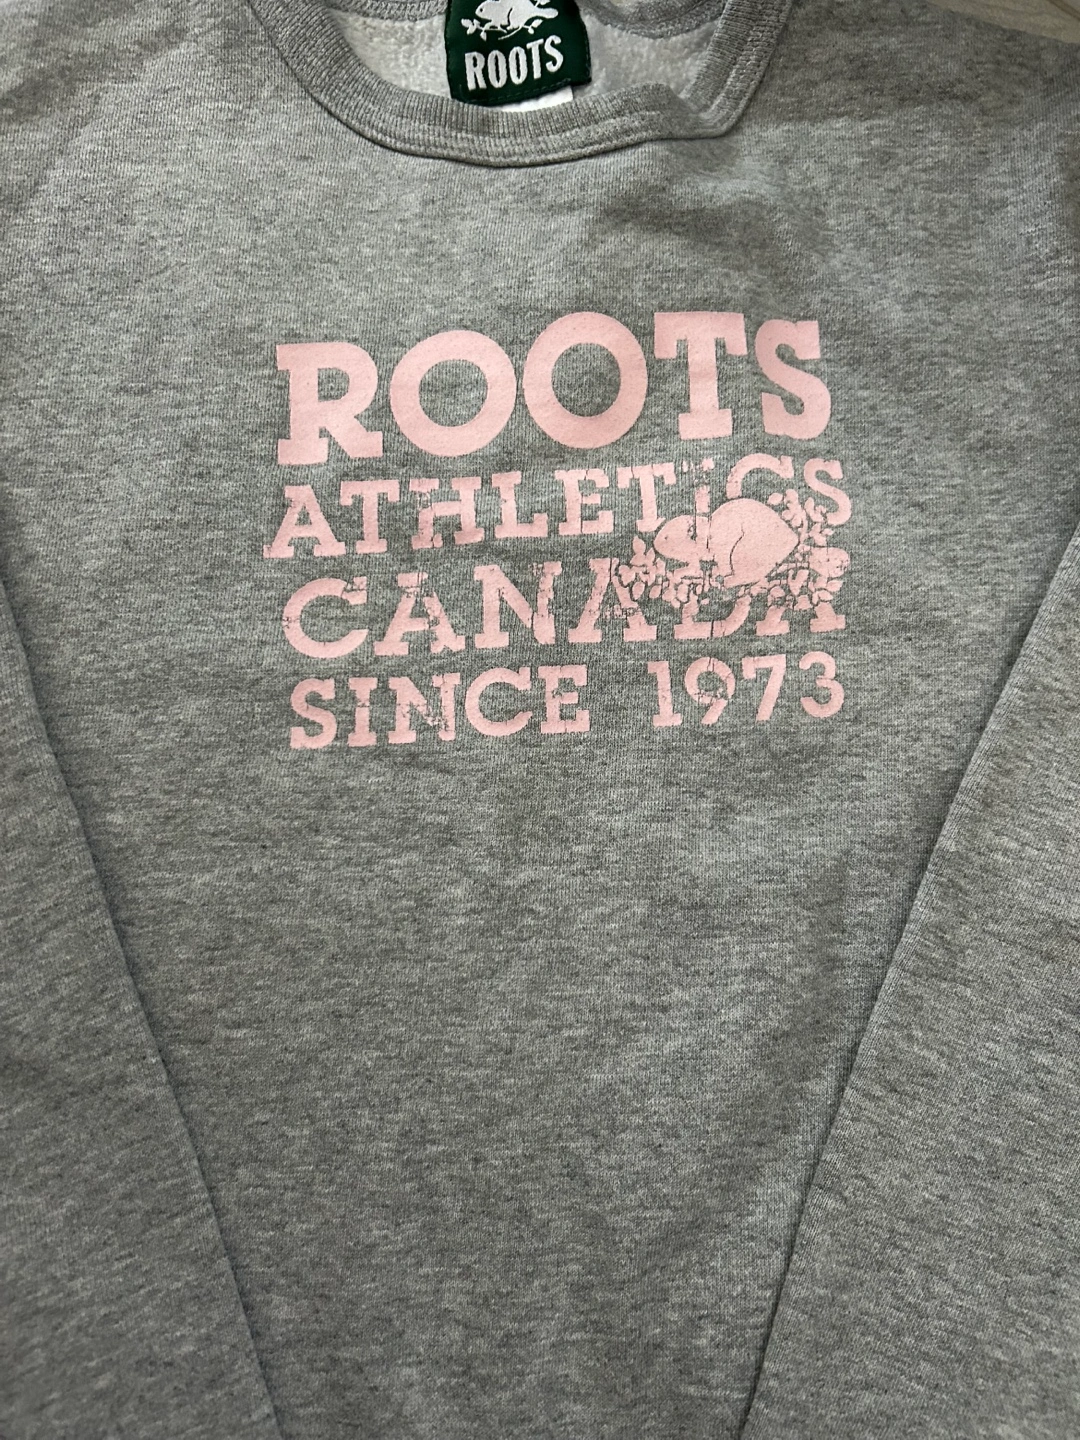 ROOTS
ROOTS
ATHLETICS
CANADA
SINCE 1973